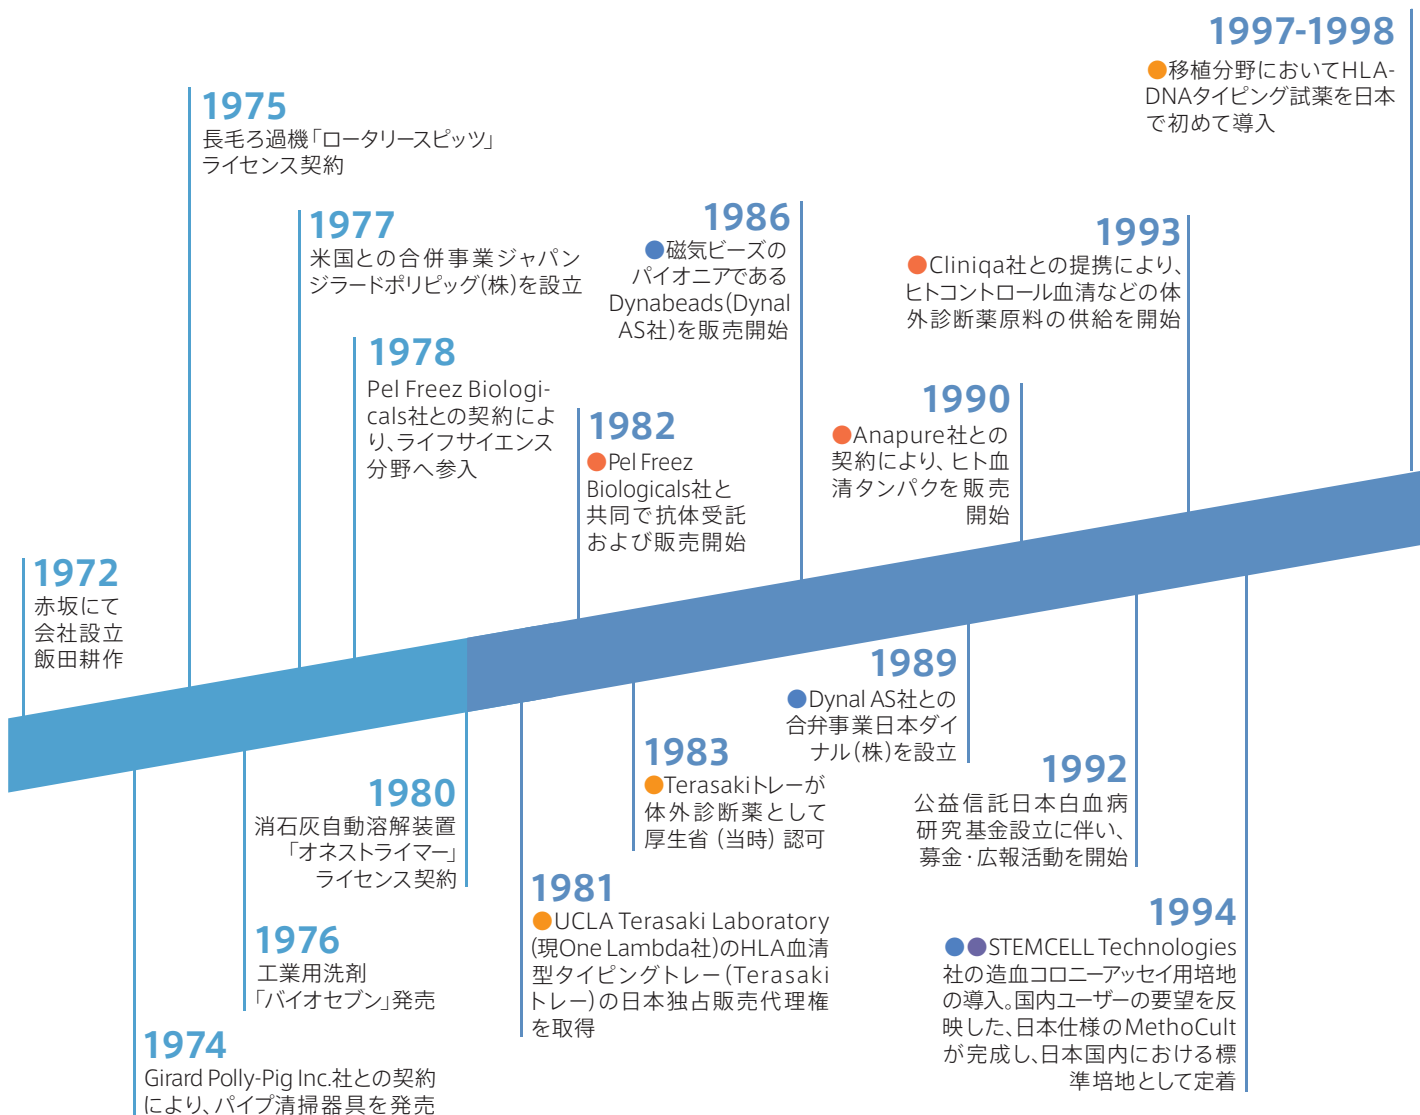 1972
赤坂にて
会社設立
飯田耕作
1974
Girard Polly-Pig Inc.社との契約
により、パイプ清掃器具を発売
1975
長毛ろ過機「ロータリースピッツ」
ライセンス契約
1976
工業用洗剤
「バイオセブン」発売
1977
米国との合併事業ジャパン
ジラードポリピッグ(株)を設立
1978
Pel Freez Biologi-
cals社との契約によ
り、ライフサイエンス
分野へ参入
1980
消石灰自動溶解装置
「オネストライマー」
ライセンス契約
1981
●UCLA Terasaki Laboratory
(現One Lambda社)のHLA血清
型タイピングトレー(Terasaki
トレー)の日本独占販売代理権
を取得
1982
●Pel Freez
Biologicals社と
共同で抗体受託
および販売開始
1983
●Terasakiトレーが
体外診断薬として
厚生省(当時)認可
1986
●磁気ビーズの
パイオニアである
Dynabeads(Dynal
AS社)を販売開始
1989
●Dynal AS社との
合弁事業日本ダイ
ナル(株)を設立
1990
●Anapure社との
契約により、ヒト血
清タンパクを販売
開始
1992
公益信託日本白血病
研究基金設立に伴い、
募金・広報活動を開始
1993
●Cliniqa社との提携により、
ヒトコントロール血清などの体
外診断薬原料の供給を開始
1994
●●STEMCELL Technologies
社の造血コロニーアッセイ用培地
の導入。国内ユーザーの要望を反
映した、日本仕様のMethoCult
が完成し、日本国内における標
準培地として定着
1997-1998
●移植分野においてHLA-
DNAタイピング試薬を日本
で初めて導入